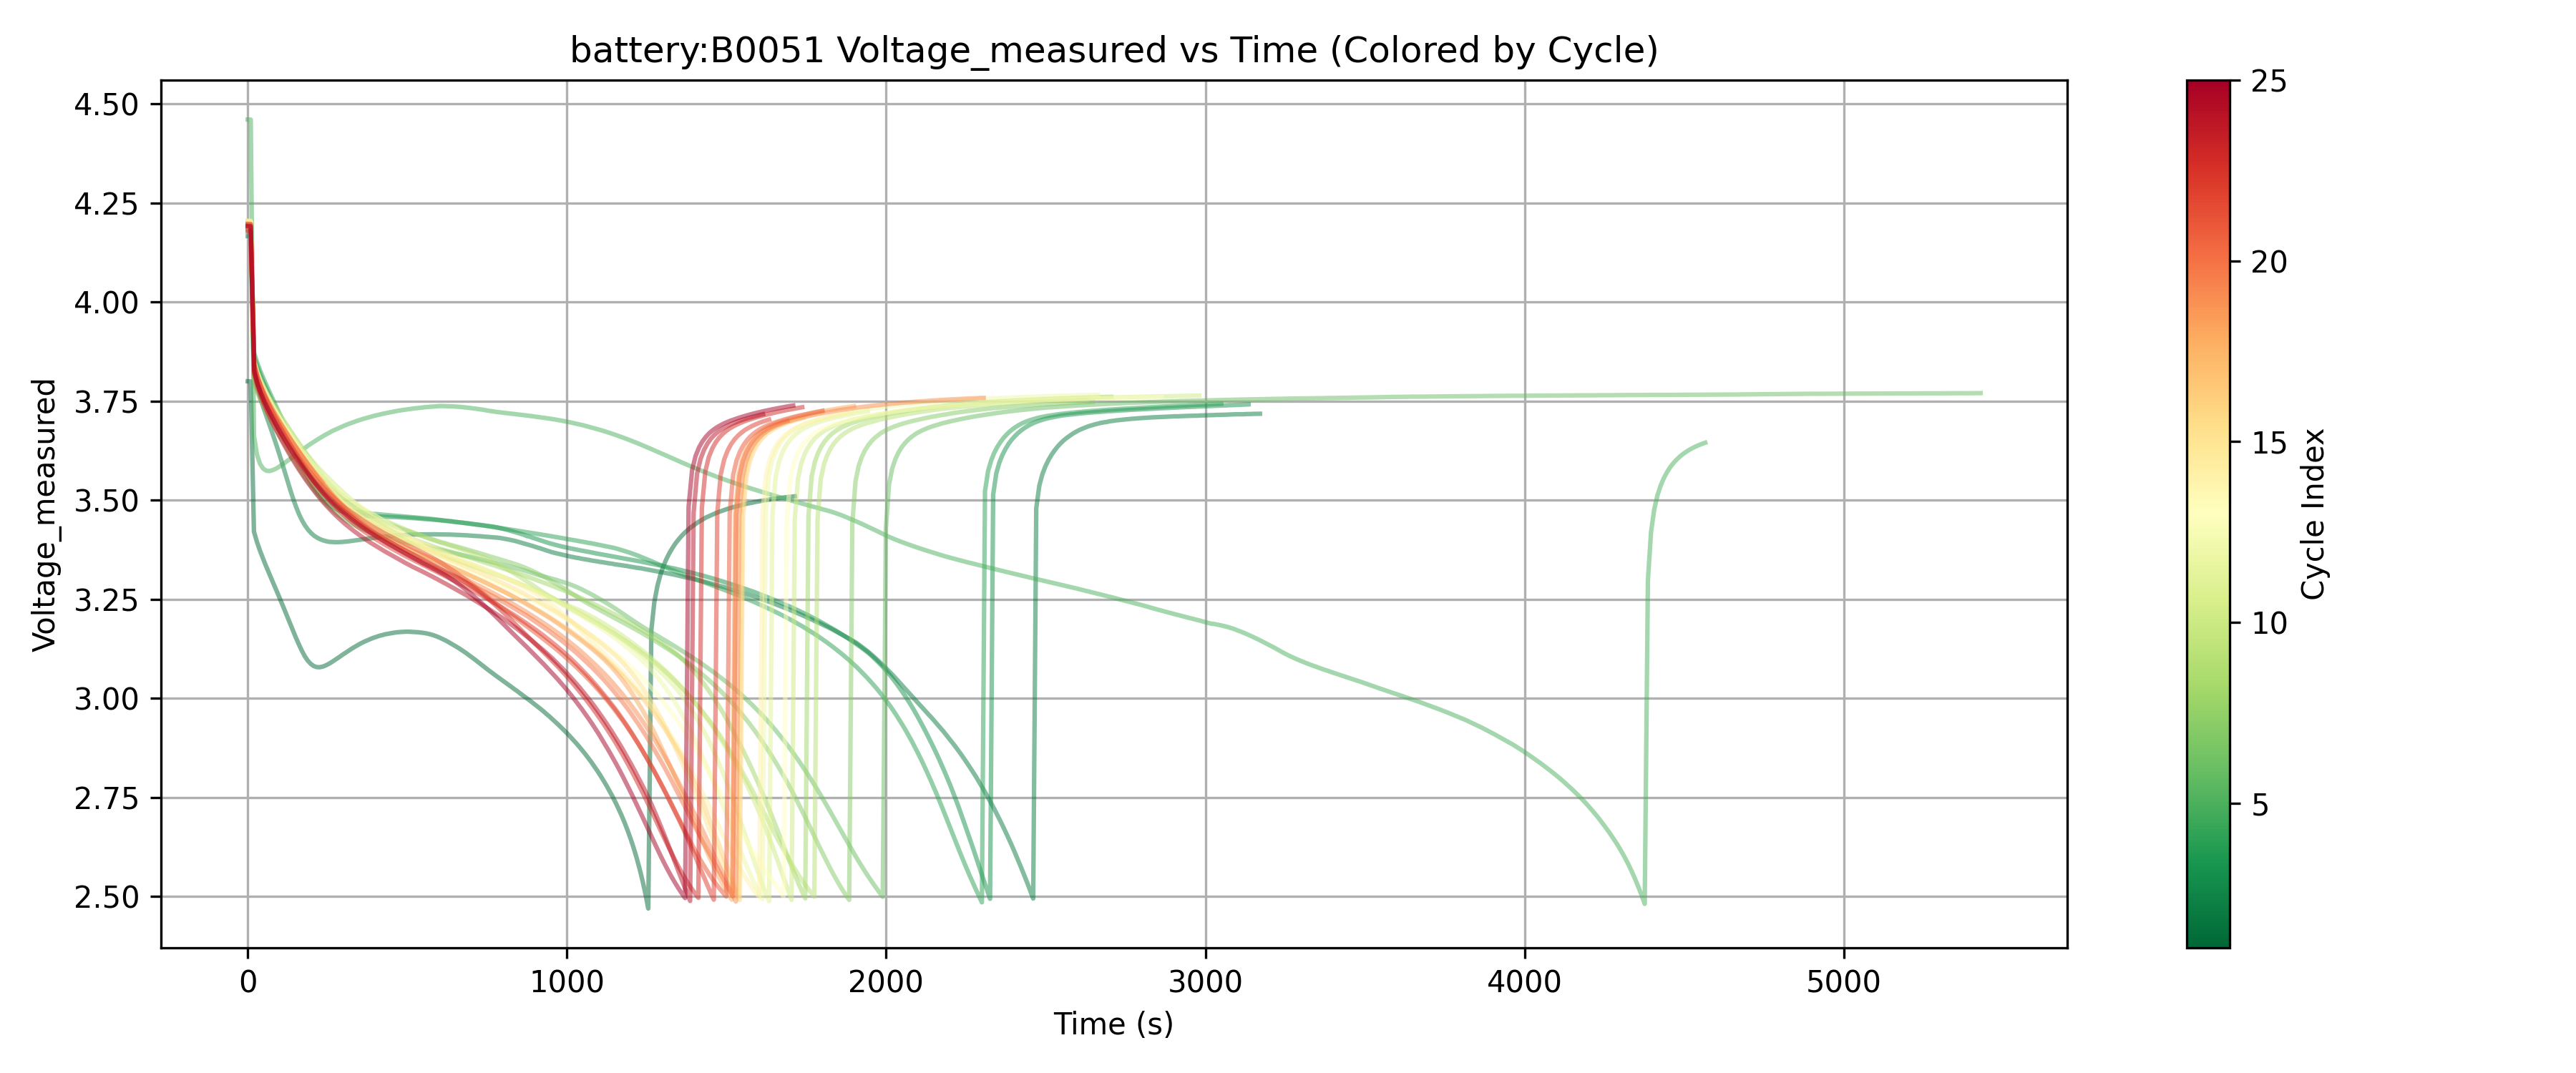 battery:B0051 Voltage_measured vs Time (Colored by Cycle)
4.50
4.25
4.00
3.75
3.50
3.25
3.00
2.75
2.50
Voltage_measured
0 1000 2000 3000 4000 5000
Time (s)
25
20
15
10
5
Cycle Index